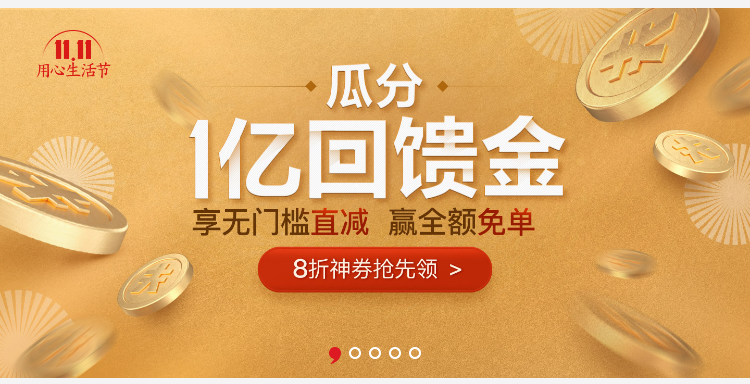 11.11
用心生活节
瓜分
1亿回馈金
享无门槛直减 赢全额免单
8折神券抢先领 >